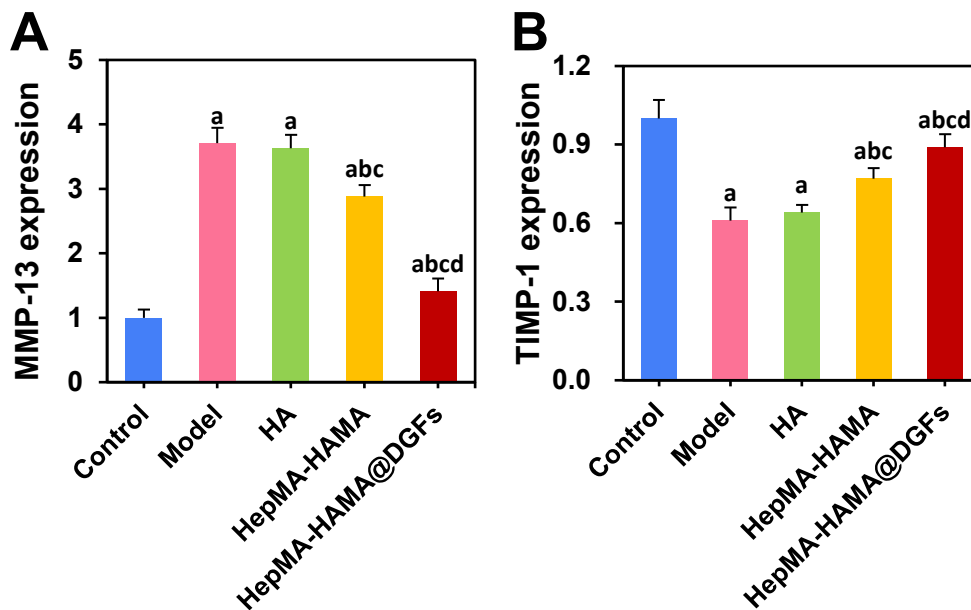 A
MMP-13 expression
5
4
3
2
1
0
a
a
abc
abcd
Control
Model
HA
HepMA-HAMA
HepMA-HAMA@DGFs
B
TIMP-1 expression
1.2
0.9
0.6
0.3
0.0
a
a
abc
abcd
Control
Model
HA
HepMA-HAMA
HepMA-HAMA@DGFs